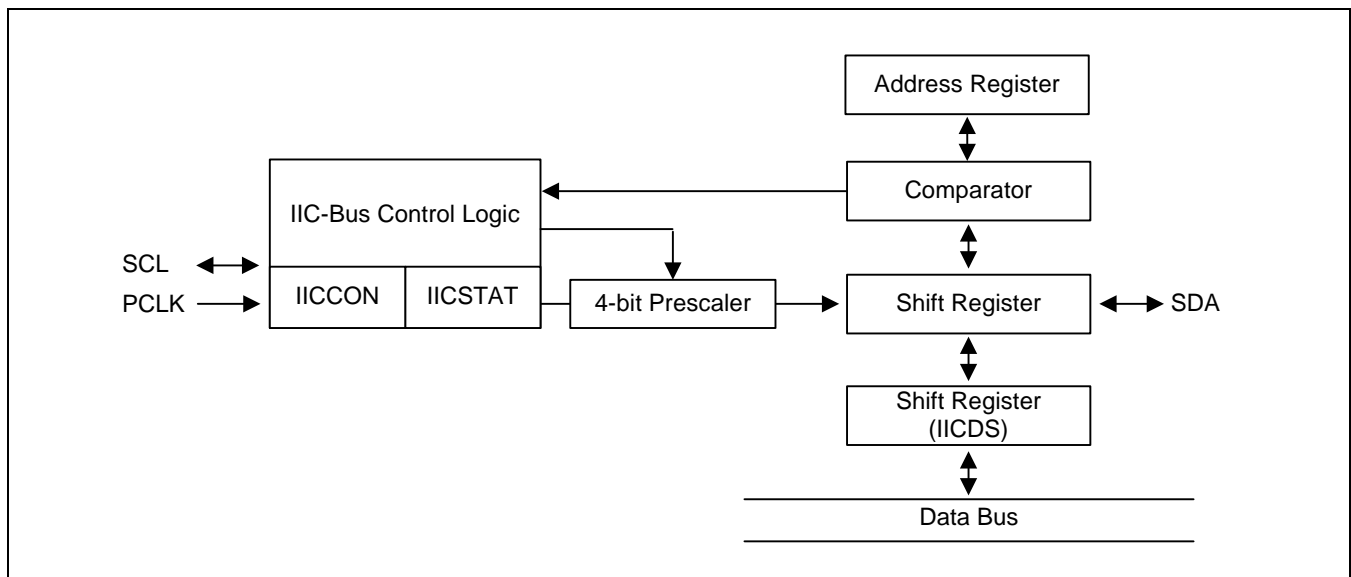 Address Register
Comparator
IIC-Bus Control Logic
SCL
IICCON
IICSTAT
PCLK
4-bit Prescaler
Shift Register
SDA
Shift Register
(IICDS)
Data Bus